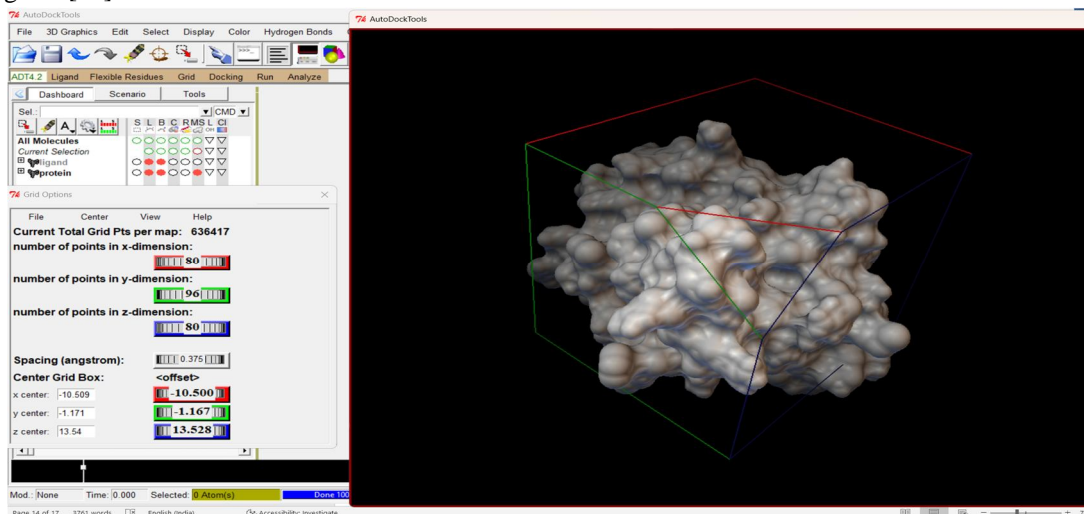 AutoDockTools
File 3D Graphics Edit Select Display Color Hydrogen Bonds
ADT4.2 Ligand Flexible Residues Grid Docking Run Analyze
Dashboard Scenario Tools
Sel.: CMD
S L B C R MS L Cl
All Molecules
Current Selection
ligand
protein
Grid Options
File Center View Help
Current Total Grid Pts per map: 636417
number of points in x-dimension:
80
number of points in y-dimension:
96
number of points in z-dimension:
80
Spacing (angstrom): 0.375
Center Grid Box: <offset>
x center: -10.509 -10.500
y center: -1.171 -1.167
z center: 13.54 13.528
Mod.: None Time: 0.000 Selected: 0 Atom(s) Done 100
Page 14 of 17 3761 words English (India) Accessibility: Investigate
AutoDockTools